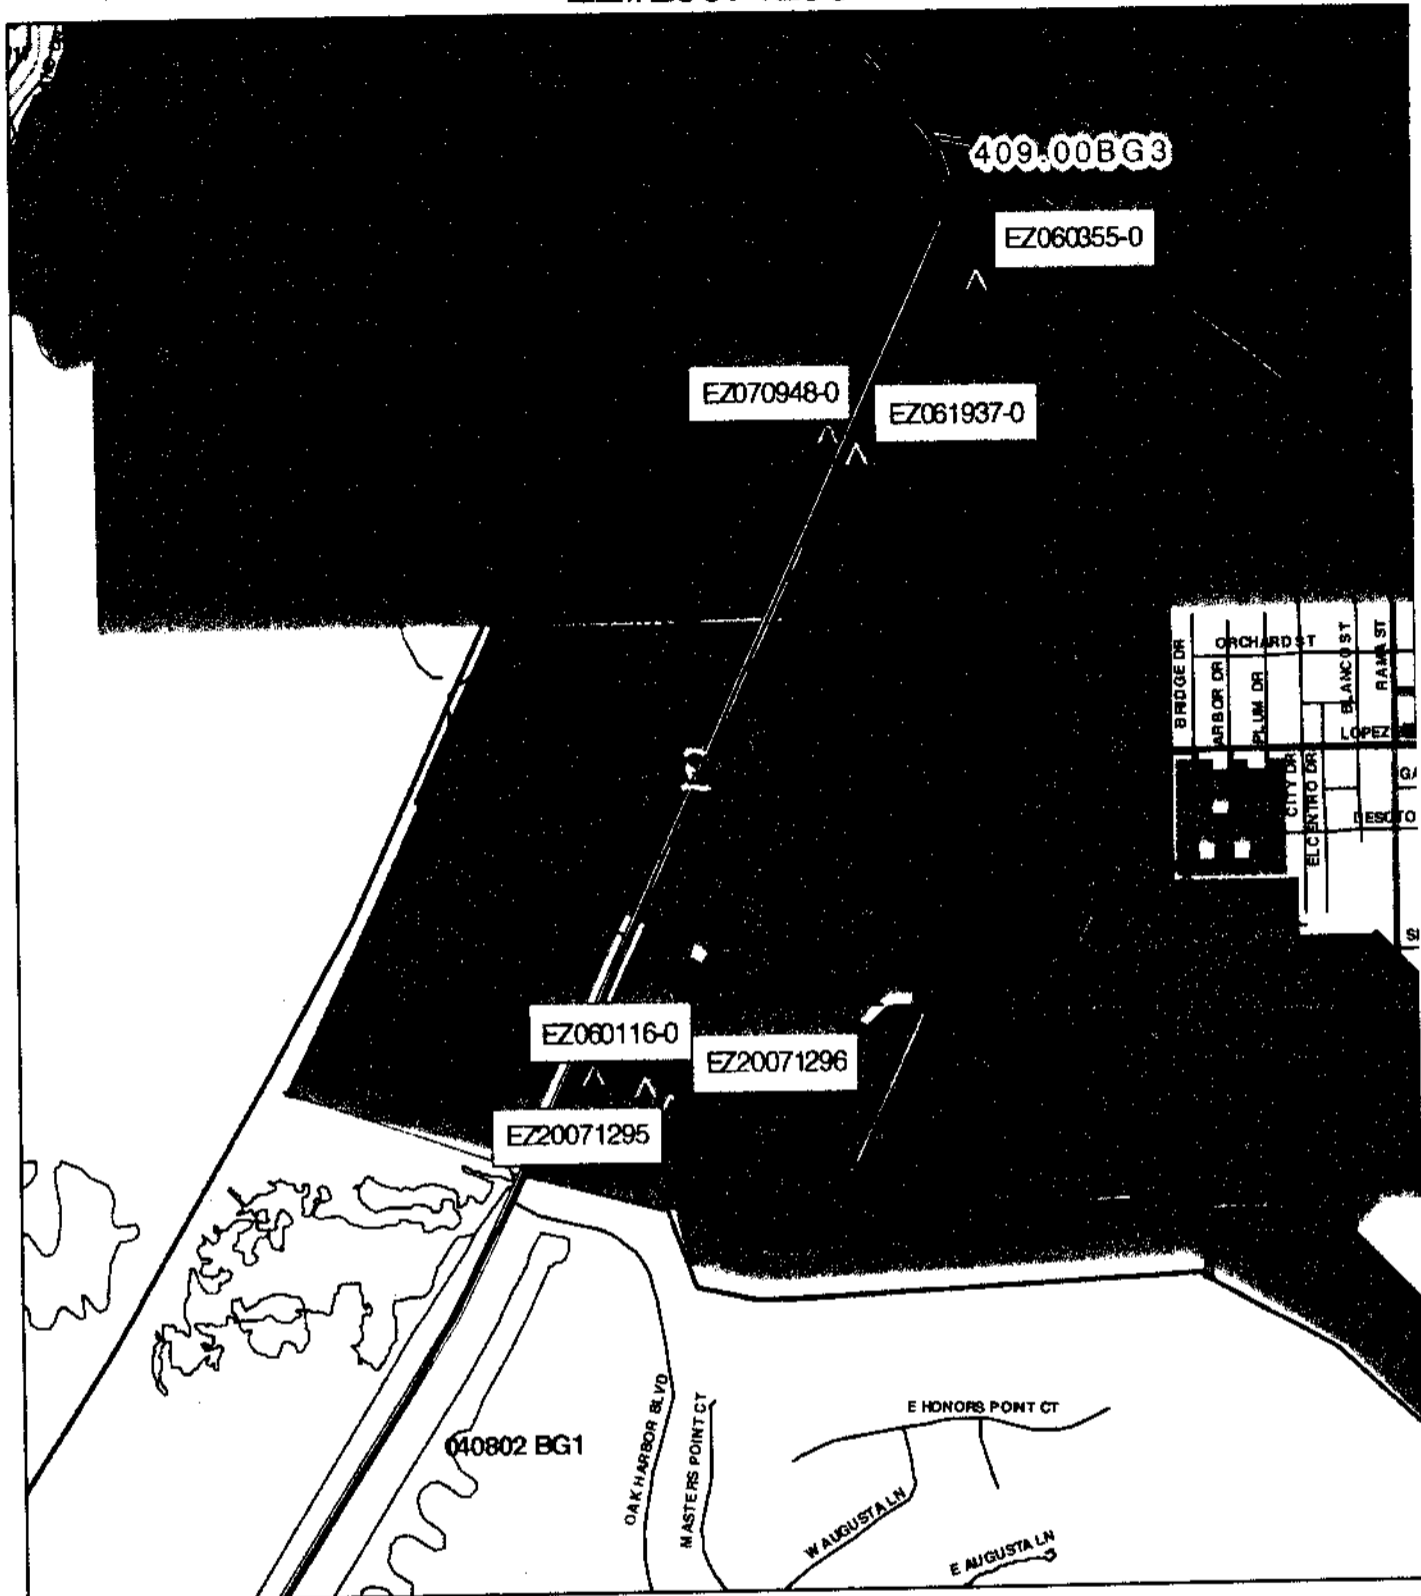 409.00BG3
EZ060355-0
EZ070948-0
EZ061937-0
ORCHARD ST
BRIDGE DR
ARBOR DR
PLUM DR
BLANCO ST
RAMA ST
LOPEZ
CITY DR
ELCENTRO DR
DESOTO
EZ060116-0
EZ20071296
EZ20071295
040802 BG1
OAK HARBOR BLVD
MASTERS POINT CT
E HONORS POINT CT
W AUGUSTA LN
E AUGUSTA LN